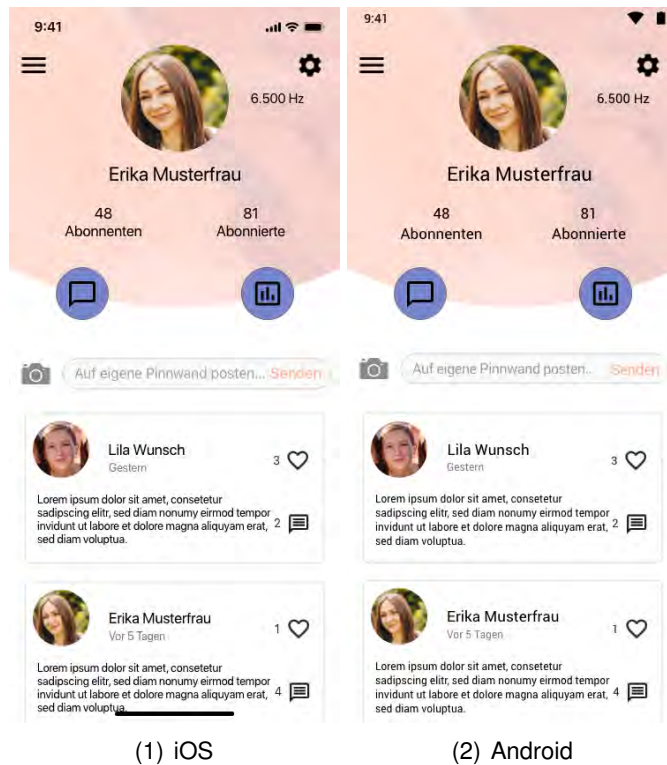 9:41
6.500 Hz
Erika Musterfrau
48 81
Abonnenten Abonnierte
Auf eigene Pinnwand posten... Senden
Lila Wunsch
Gestern
3
Lorem ipsum dolor sit amet, consetetur
sadipscing elitr, sed diam nonumy eirmod tempor
invidunt ut labore et dolore magna aliquyam erat,
sed diam voluptua.
2
Erika Musterfrau
Vor 5 Tagen
1
Lorem ipsum dolor sit amet, consetetur
sadipscing elitr, sed diam nonumy eirmod tempor
invidunt ut labore et dolore magna aliquyam erat,
sed diam voluptua.
4
(1) iOS
9:41
6.500 Hz
Erika Musterfrau
48 81
Abonnenten Abonnierte
Auf eigene Pinnwand posten.. Senden
Lila Wunsch
Gestern
3
Lorem ipsum dolor sit amet, consetetur
sadipscing elitr, sed diam nonumy eirmod tempor
invidunt ut labore et dolore magna aliquyam erat,
sed diam voluptua.
2
Erika Musterfrau
Vor 5 Tagen
1
Lorem ipsum dolor sit amet, consetetur
sadipscing elitr, sed diam nonumy eirmod tempor
invidunt ut labore et dolore magna aliquyam erat,
sed diam voluptua.
4
(2) Android